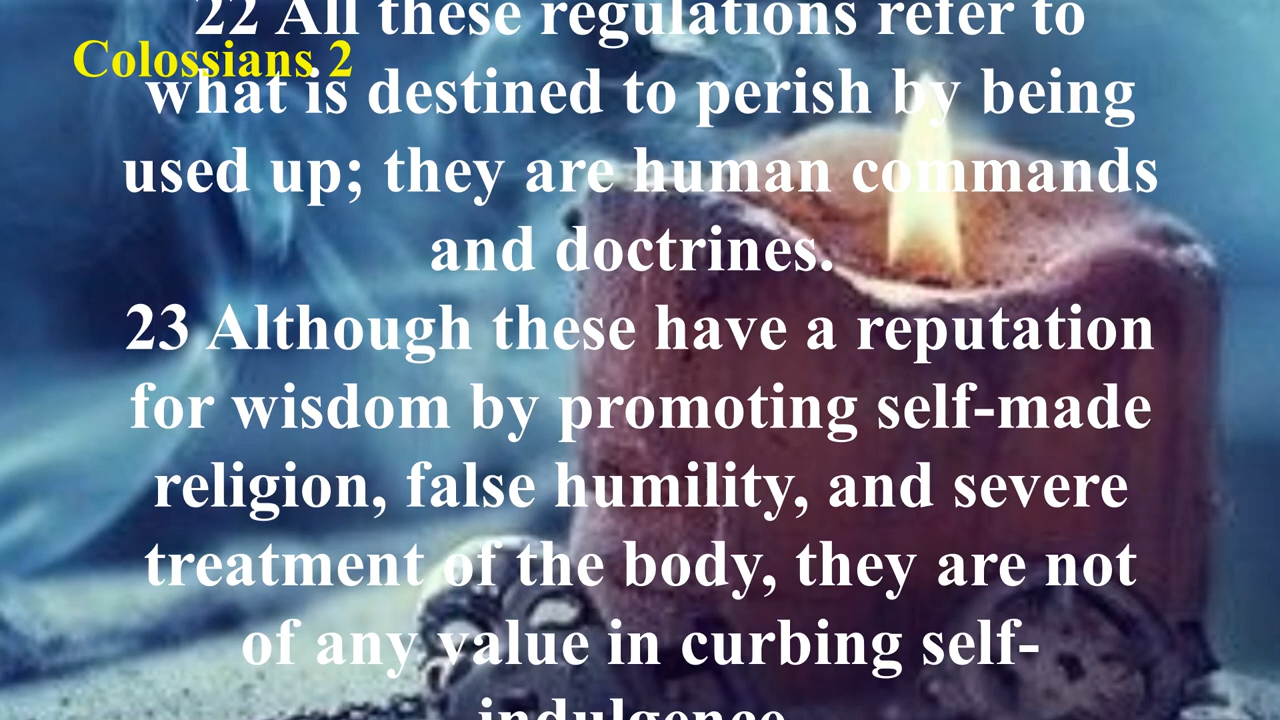 22 All these regulations refer to
Colossians 2
what is destined to perish by being
used up; they are human commands
and doctrines.
23 Although these have a reputation
for wisdom by promoting self-made
religion, false humility, and severe
treatment of the body, they are not
of any value in curbing self-
indulgence.